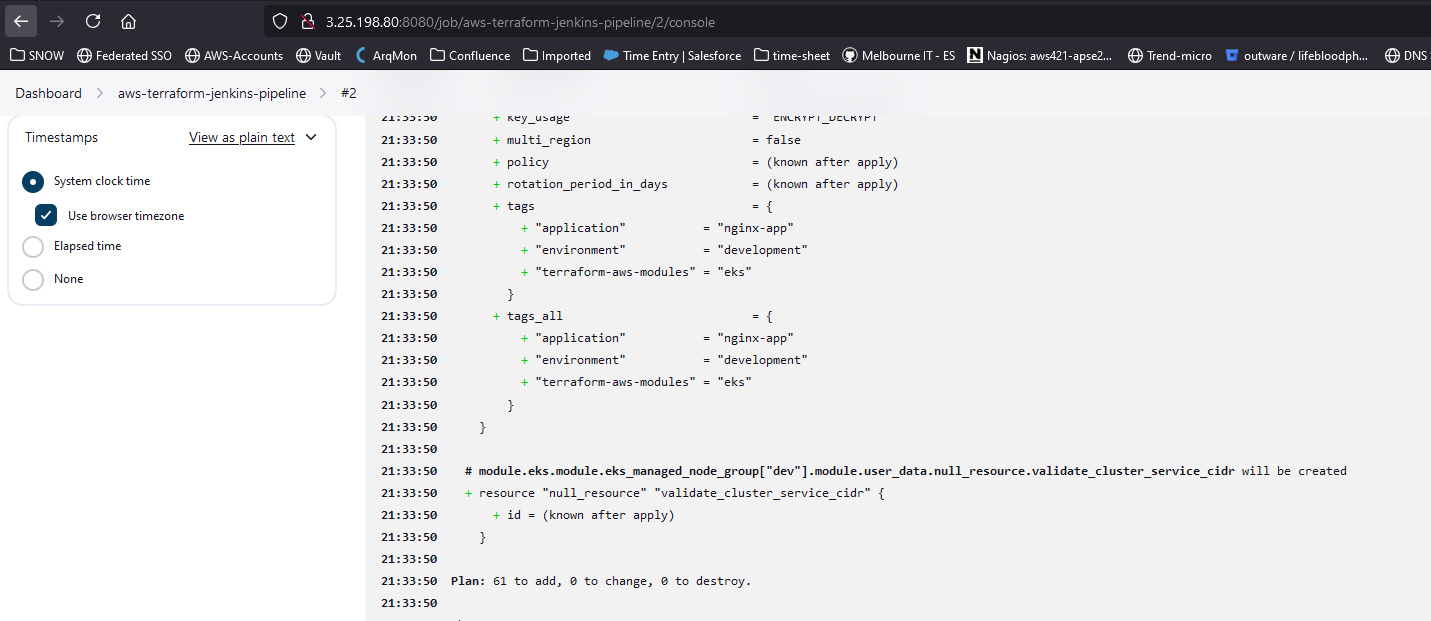 3.25.198.80:8080/job/aws-terraform-jenkins-pipeline/2/console
SNOW Federated SSO AWS-Accounts Vault ArqMon Confluence Imported Time Entry | Salesforce time-sheet Melbourne IT - ES Nagios: aws421-apse2... Trend-micro outware / lifebloodph... DNS
Dashboard > aws-terraform-jenkins-pipeline > #2
Timestamps View as plain text
System clock time
Use browser timezone
Elapsed time
None
21:33:50 + key_usage = "ENCRYPT_DECRYPT"
21:33:50 + multi_region = false
21:33:50 + policy = (known after apply)
21:33:50 + rotation_period_in_days = (known after apply)
21:33:50 + tags = {
21:33:50 + "application" = "nginx-app"
21:33:50 + "environment" = "development"
21:33:50 + "terraform-aws-modules" = "eks"
21:33:50 }
21:33:50 + tags_all = {
21:33:50 + "application" = "nginx-app"
21:33:50 + "environment" = "development"
21:33:50 + "terraform-aws-modules" = "eks"
21:33:50 }
21:33:50 }
21:33:50
21:33:50 # module.eks.module.eks_managed_node_group["dev"].module.user_data.null_resource.validate_cluster_service_cidr will be created
21:33:50 + resource "null_resource" "validate_cluster_service_cidr" {
21:33:50 + id = (known after apply)
21:33:50 }
21:33:50
21:33:50 Plan: 61 to add, 0 to change, 0 to destroy.
21:33:50